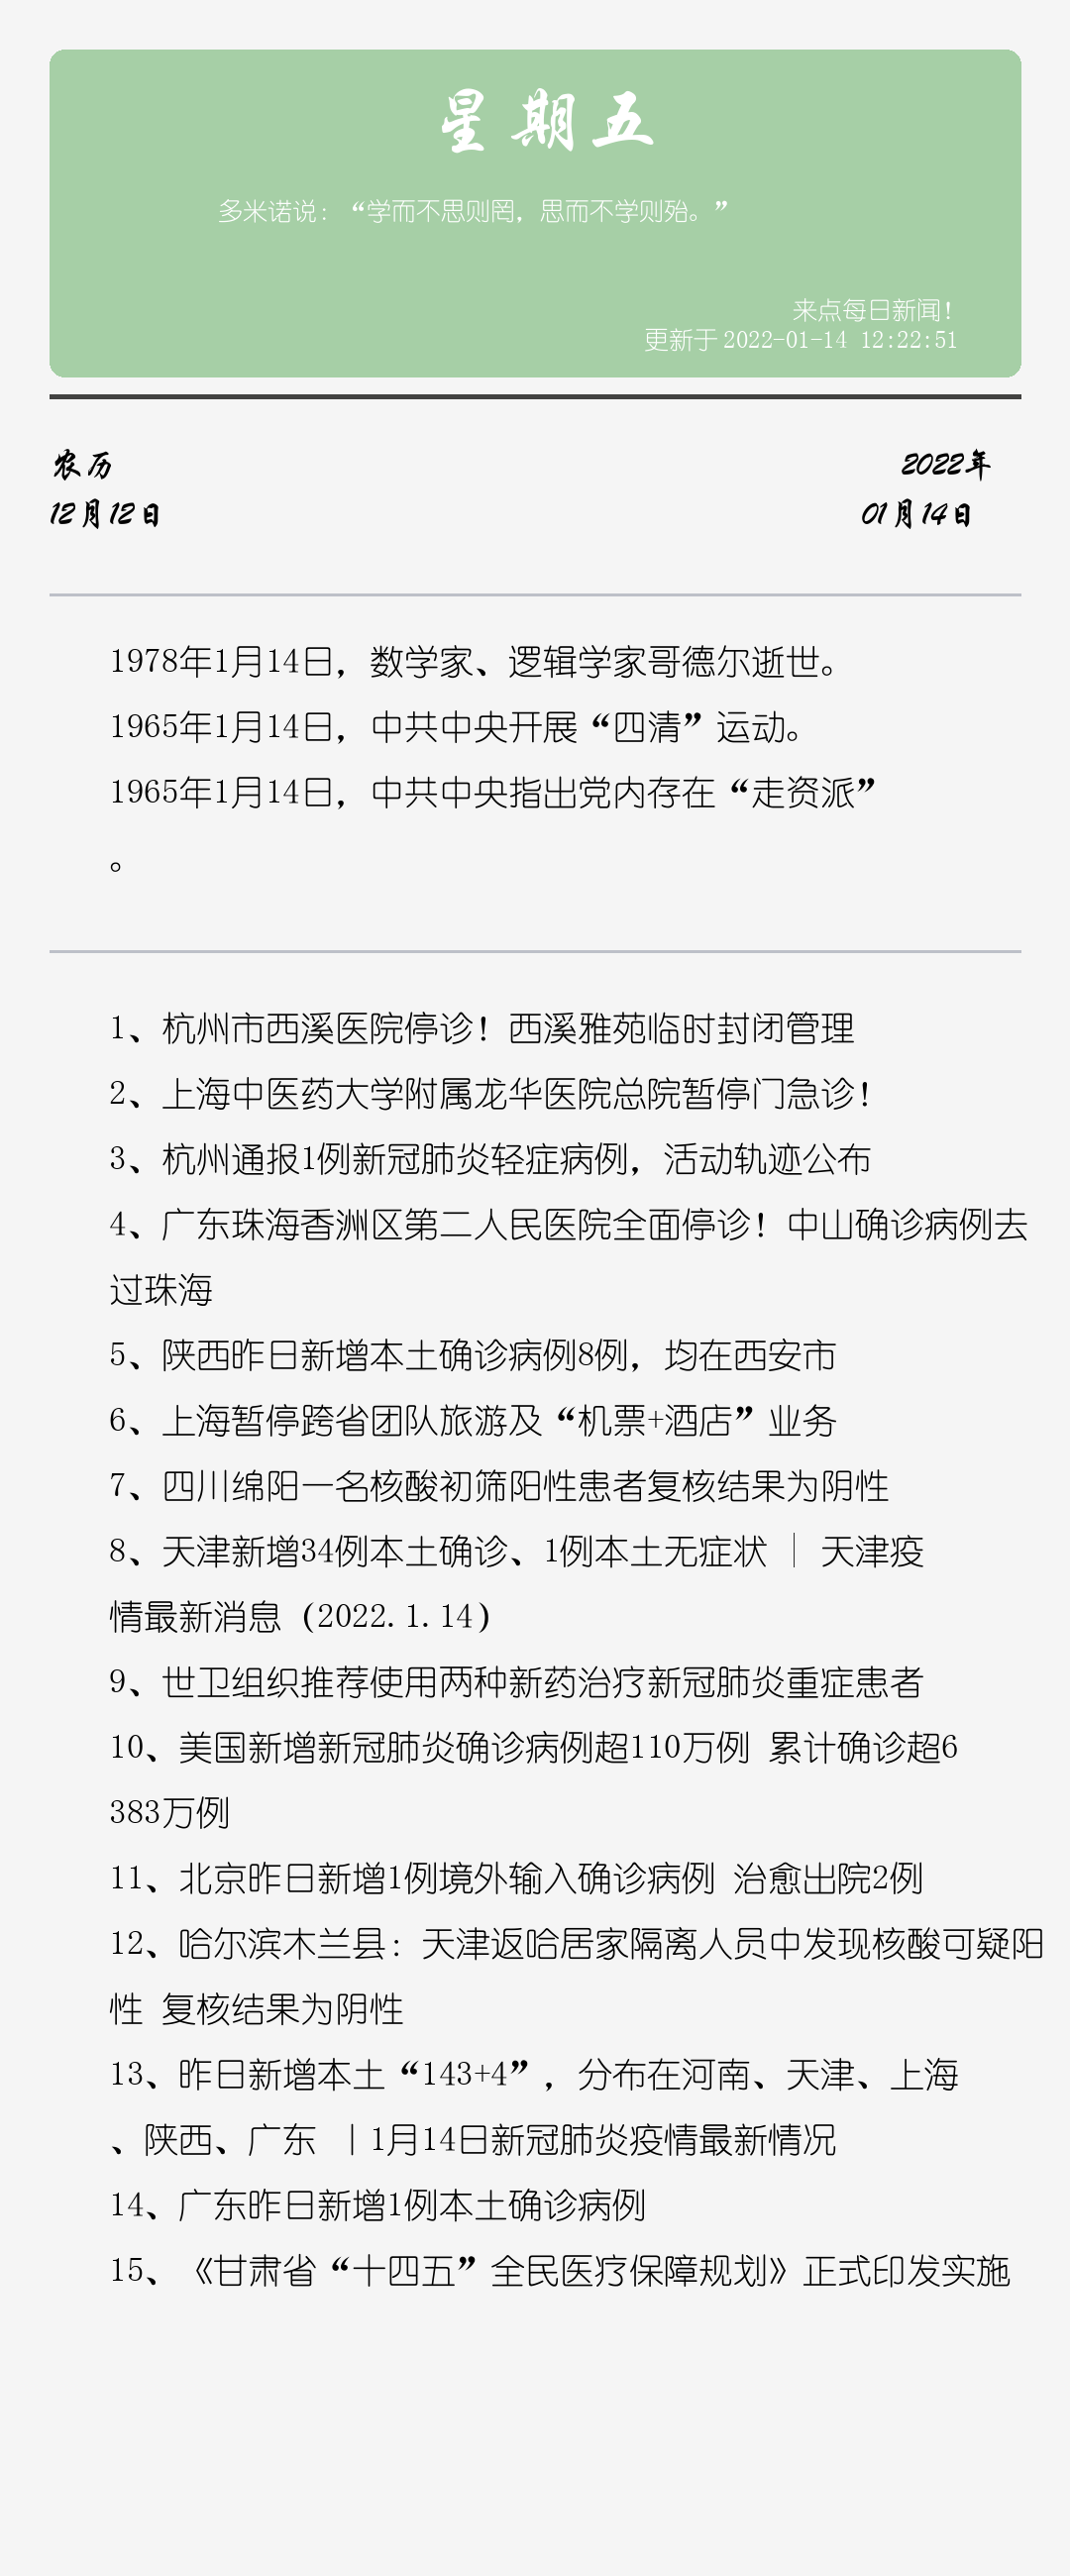 星期五
多米诺说：“学而不思则罔，思而不学则殆。”
来点每日新闻！
更新于 2022-01-14 12:22:51
农历
2022年
12月12日
01月14日
1978年1月14日，数学家、逻辑学家哥德尔逝世。
1965年1月14日，中共中央开展“四清”运动。
1965年1月14日，中共中央指出党内存在“走资派”
。
1、杭州市西溪医院停诊！西溪雅苑临时封闭管理
2、上海中医药大学附属龙华医院总院暂停门急诊！
3、杭州通报1例新冠肺炎轻症病例，活动轨迹公布
4、广东珠海香洲区第二人民医院全面停诊！中山确诊病例去
过珠海
5、陕西昨日新增本土确诊病例8例，均在西安市
6、上海暂停跨省团队旅游及“机票+酒店”业务
7、四川绵阳一名核酸初筛阳性患者复核结果为阴性
8、天津新增34例本土确诊、1例本土无症状 │ 天津疫
情最新消息（2022.1.14）
9、世卫组织推荐使用两种新药治疗新冠肺炎重症患者
10、美国新增新冠肺炎确诊病例超110万例 累计确诊超6
383万例
11、北京昨日新增1例境外输入确诊病例 治愈出院2例
12、哈尔滨木兰县：天津返哈居家隔离人员中发现核酸可疑阳
性 复核结果为阴性
13、昨日新增本土“143+4”，分布在河南、天津、上海
、陕西、广东 ｜1月14日新冠肺炎疫情最新情况
14、广东昨日新增1例本土确诊病例
15、《甘肃省“十四五”全民医疗保障规划》正式印发实施